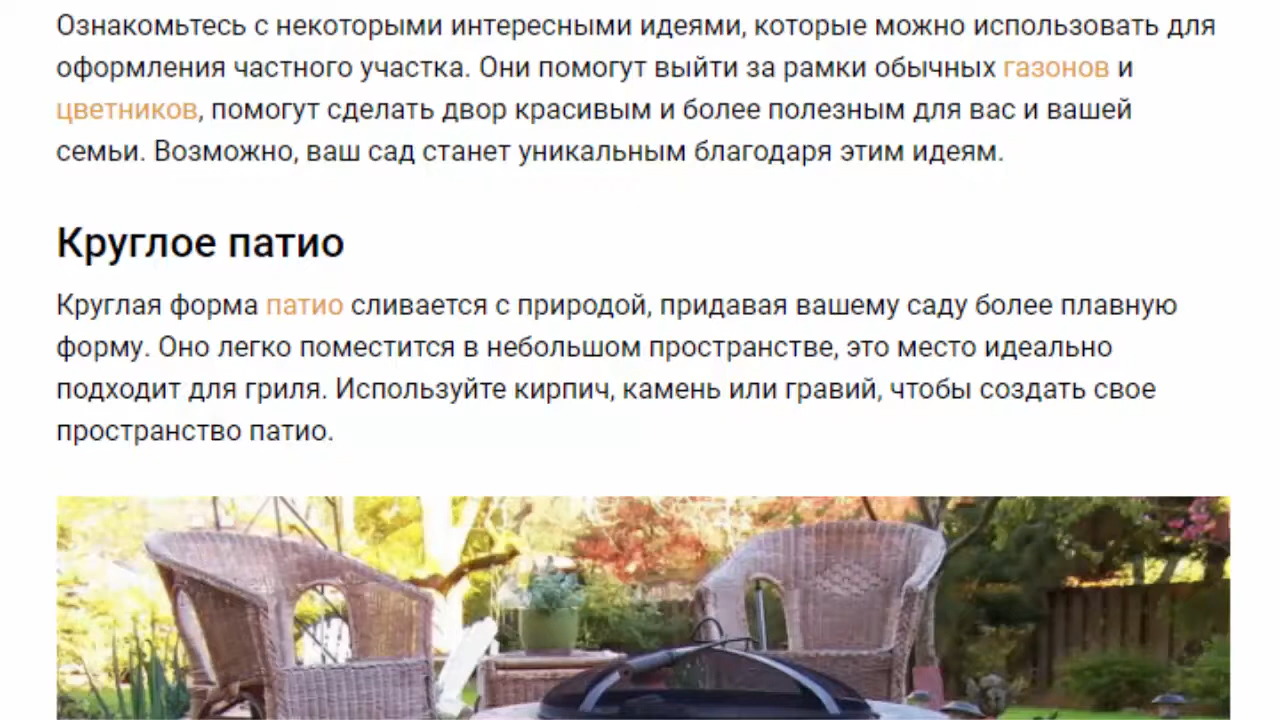 Ознакомьтесь с некоторыми интересными идеями, которые можно использовать для
оформления частного участка. Они помогут выйти за рамки обычных газонов и
цветников, помогут сделать двор красивым и более полезным для вас и вашей
семьи. Возможно, ваш сад станет уникальным благодаря этим идеям.
Круглое патио
Круглая форма патио сливается с природой, придавая вашему саду более плавную
форму. Оно легко поместится в небольшом пространстве, это место идеально
подходит для гриля. Используйте кирпич, камень или гравий, чтобы создать свое
пространство патио.